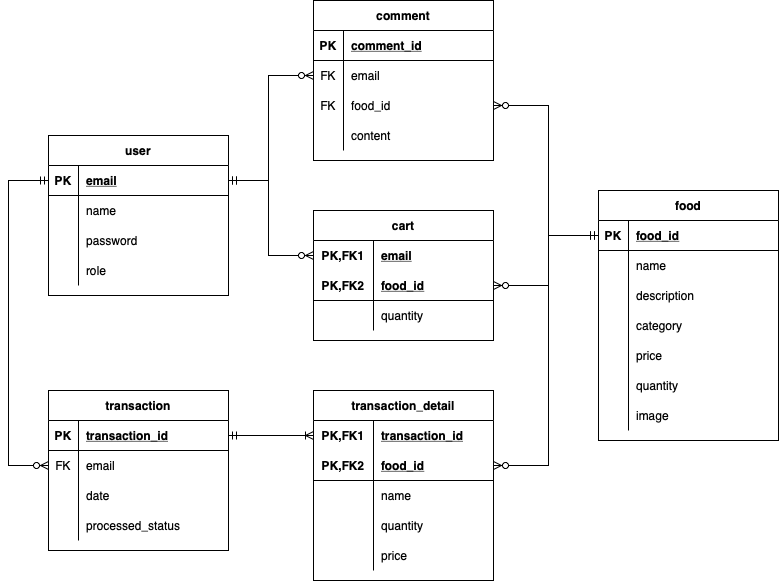 comment
PK comment_id
FK email
FK food_id
content
user
PK email
name
password
role
cart
PK,FK1 email
PK,FK2 food_id
quantity
food
PK food_id
name
description
category
price
quantity
image
transaction
PK transaction_id
FK email
date
processed_status
transaction_detail
PK,FK1 transaction_id
PK,FK2 food_id
name
quantity
price